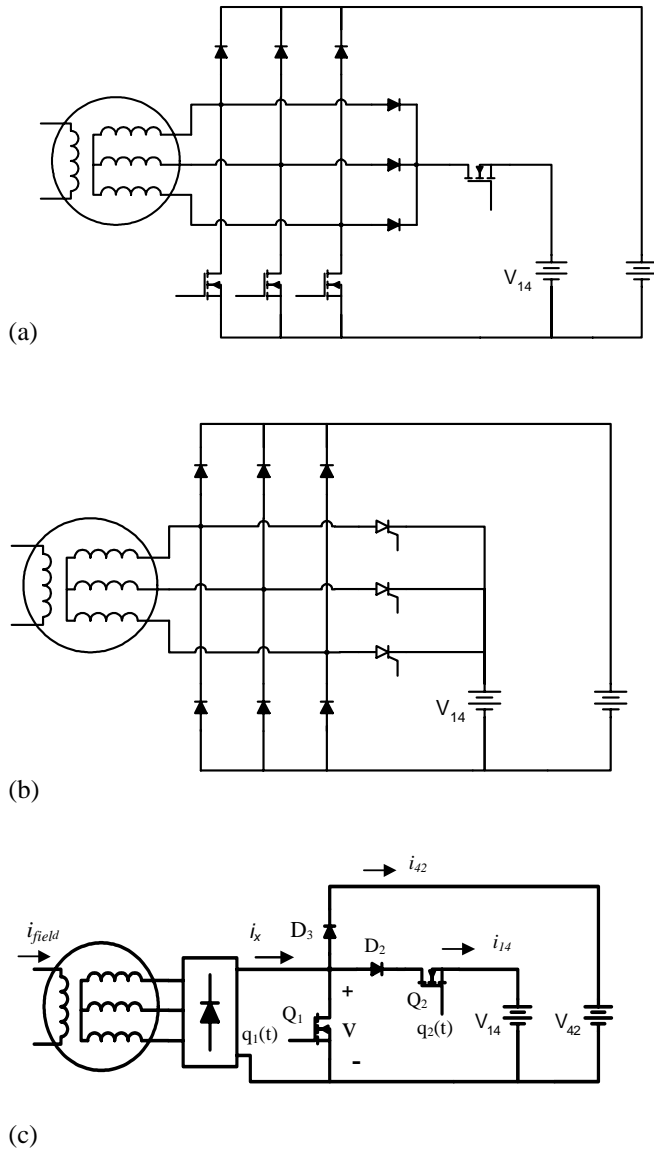 V14
(a)
V14
(b)
i42
ifield
ix
D3
D2
i14
Q1
Q2
+
V
-
q1(t)
q2(t)
V14
V42
(c)